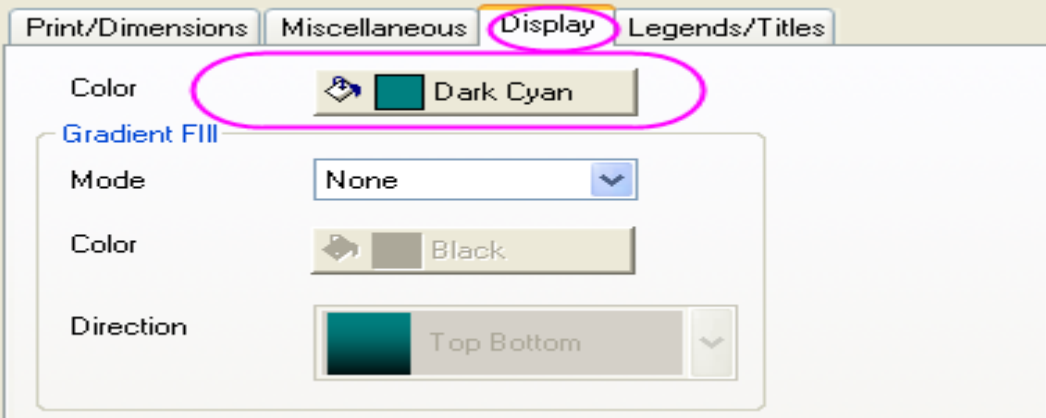 Print/Dimensions Miscellaneous Display Legends/Titles
Color Dark Cyan
Gradient FIll
Mode None
Color Black
Direction Top Bottom